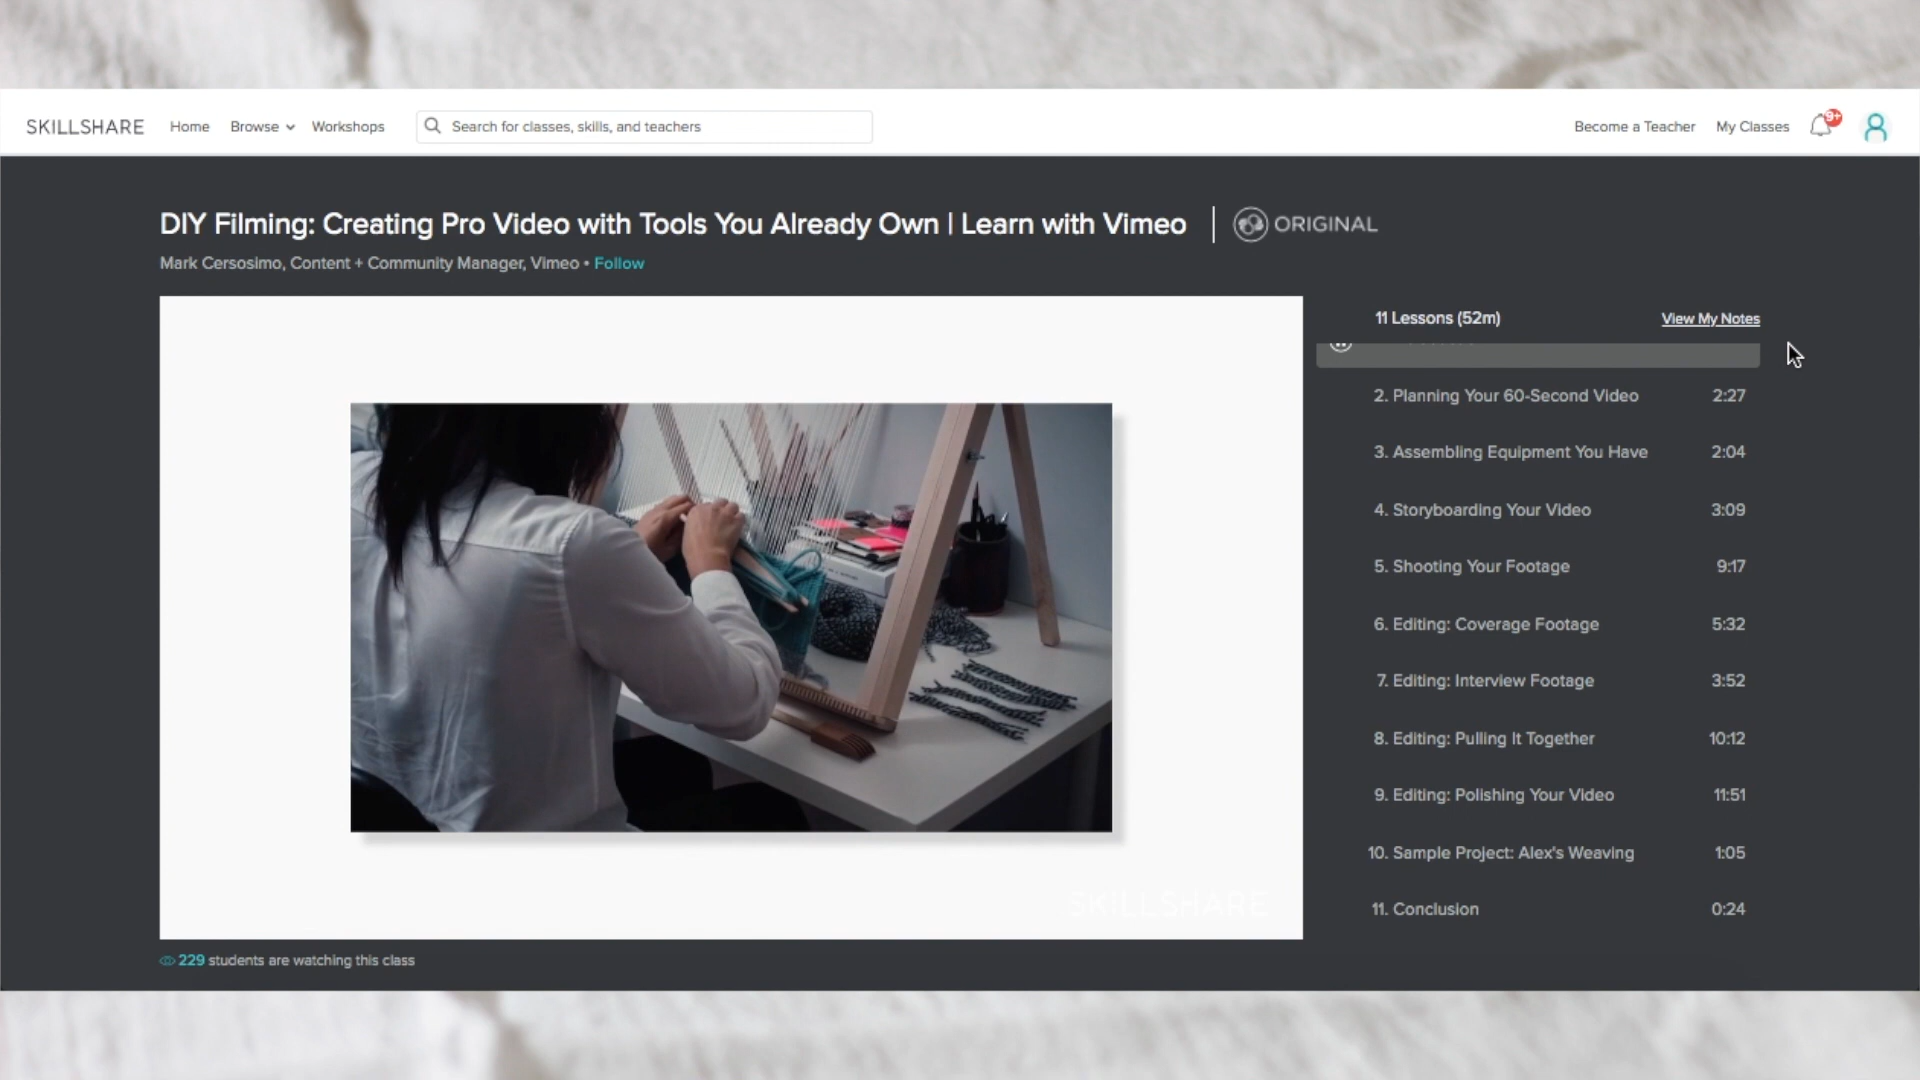 SKILLSHARE Home Browse Workshops Search for classes, skills, and teachers Become a Teacher My Classes 9+
DIY Filming: Creating Pro Video with Tools You Already Own | Learn with Vimeo ORIGINAL
Mark Cersosimo, Content + Community Manager, Vimeo • Follow
11 Lessons (52m) View My Notes
2. Planning Your 60-Second Video 2:27
3. Assembling Equipment You Have 2:04
4. Storyboarding Your Video 3:09
5. Shooting Your Footage 9:17
6. Editing: Coverage Footage 5:32
7. Editing: Interview Footage 3:52
8. Editing: Pulling It Together 10:12
9. Editing: Polishing Your Video 11:51
10. Sample Project: Alex's Weaving 1:05
11. Conclusion 0:24
SKILLSHARE
229 students are watching this class